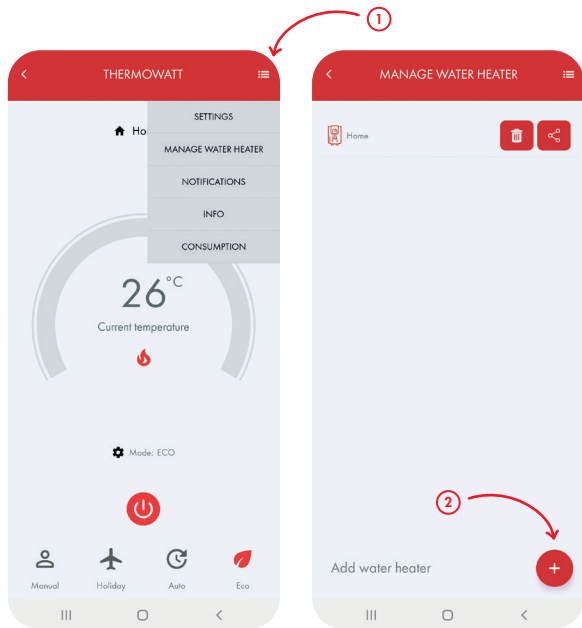 1
THERMOWATT
SETTINGS
Ho
MANAGE WATER HEATER
NOTIFICATIONS
INFO
CONSUMPTION
26°C
Current temperature
Mode: ECO
Manual Holiday Auto Eco
MANAGE WATER HEATER
Home
2
Add water heater